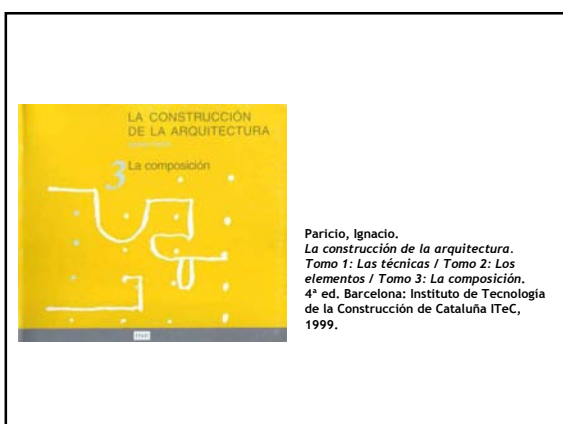 LA CONSTRUCCIÓN
DE LA ARQUITECTURA
3 La composición
Paricio, Ignacio.
La construcción de la arquitectura.
Tomo 1: Las técnicas / Tomo 2: Los
elementos / Tomo 3: La composición.
4ª ed. Barcelona: Instituto de Tecnología
de la Construcción de Cataluña ITeC,
1999.